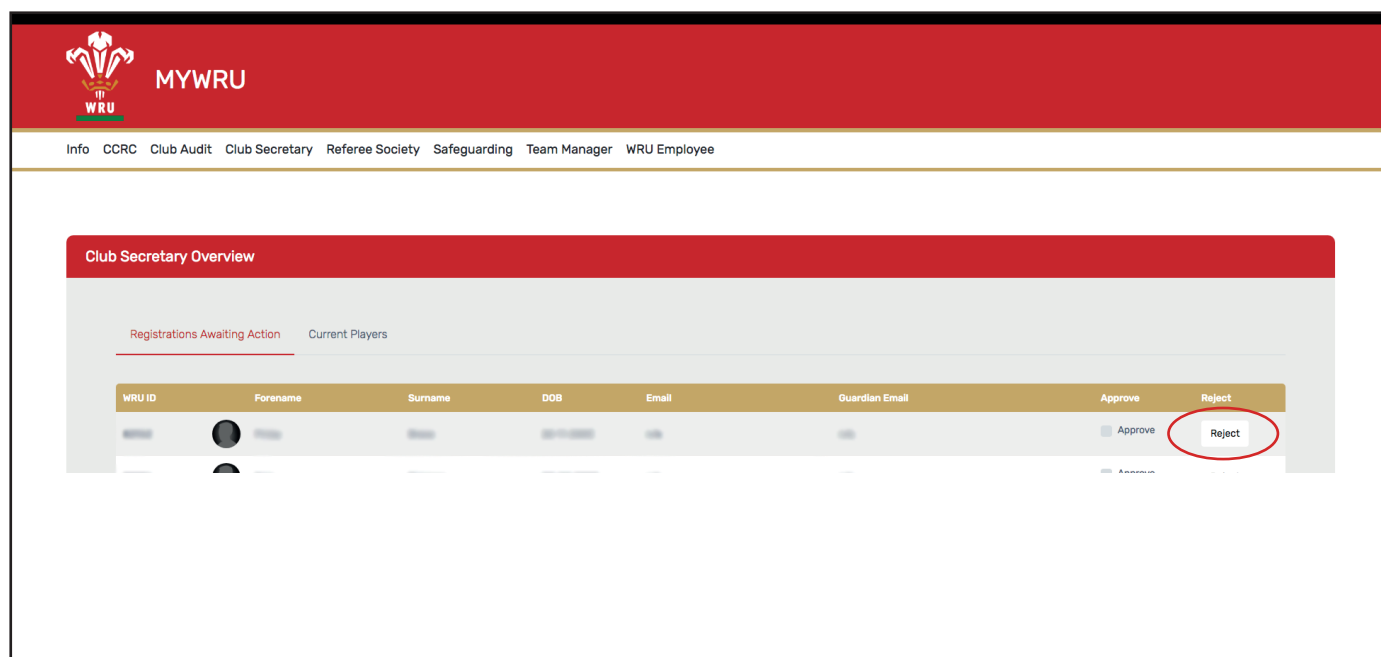 WRU
MYWRU
Info CCRC Club Audit Club Secretary Referee Society Safeguarding Team Manager WRU Employee
Club Secretary Overview
Registrations Awaiting Action Current Players
WRU ID Forename Surname DOB Email Guardian Email Approve Reject
Approve Reject
Approve